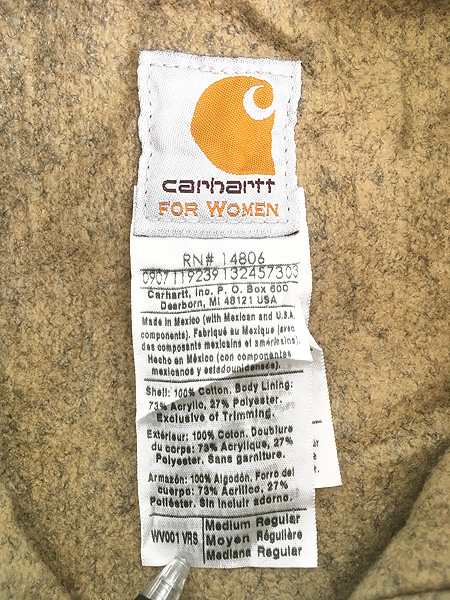 carhartt
FOR WOMEN
RN# 14806
0907119239132457303
Carhartt, Inc. P. O. Box 600
Dearborn, MI 48121 USA
Made in Mexico (with Mexican and U.S.A.
components). Fabriqué au Mexique (avec
des composants mexicains et américains).
Hecho en México (con componentes
mexicanos y estadounidenses).
Shell: 100% Cotton. Body Lining:
73% Acrylic, 27% Polyester.
Exclusive of Trimming.
Extérieur: 100% Coton. Doublure
du corps: 73% Acrylique, 27%
Polyester. Sans garniture.
Armazón: 100% Algodón. Forro del
cuerpo: 73% Acrílico, 27%
Poliéster. Sin incluir adorno.
WV001 VRS
Medium Regular
Moyen Régulière
Mediana Regular